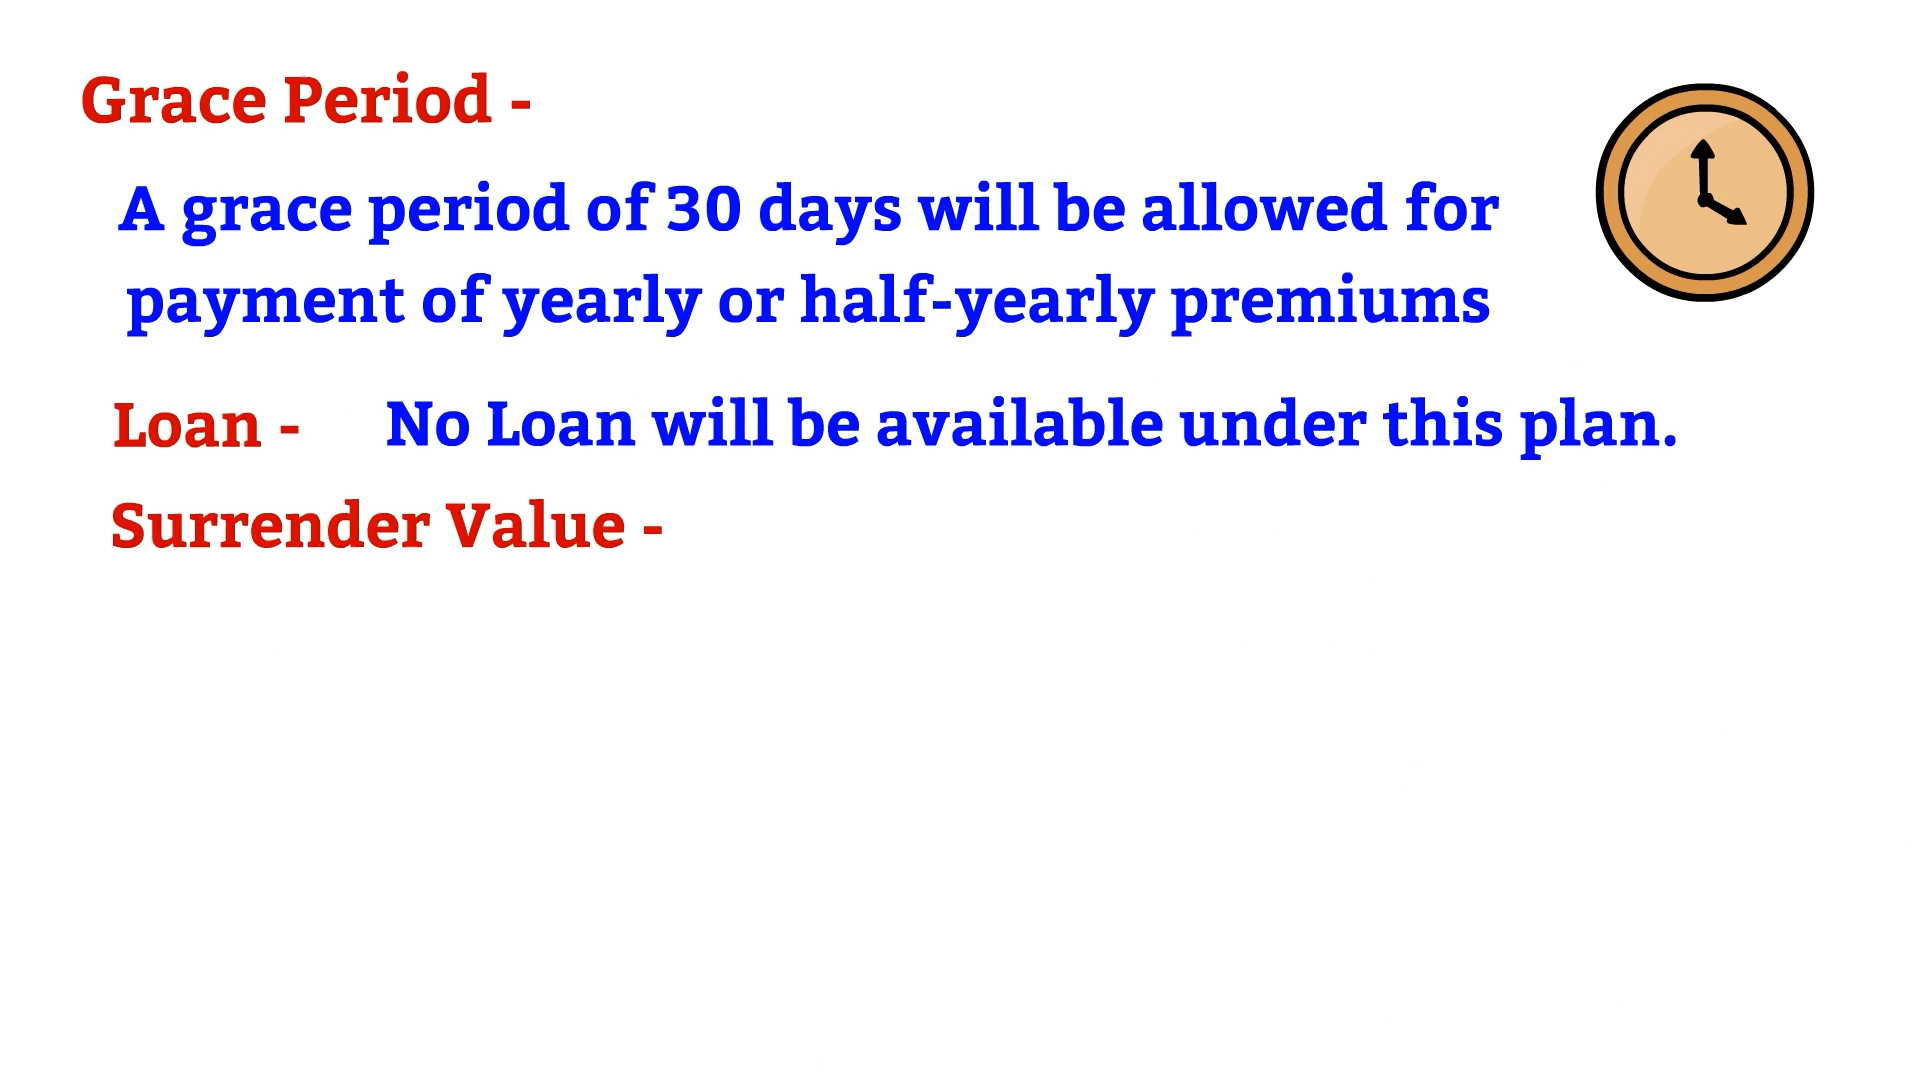 Grace Period -
A grace period of 30 days will be allowed for
payment of yearly or half-yearly premiums
Loan - No Loan will be available under this plan.
Surrender Value -